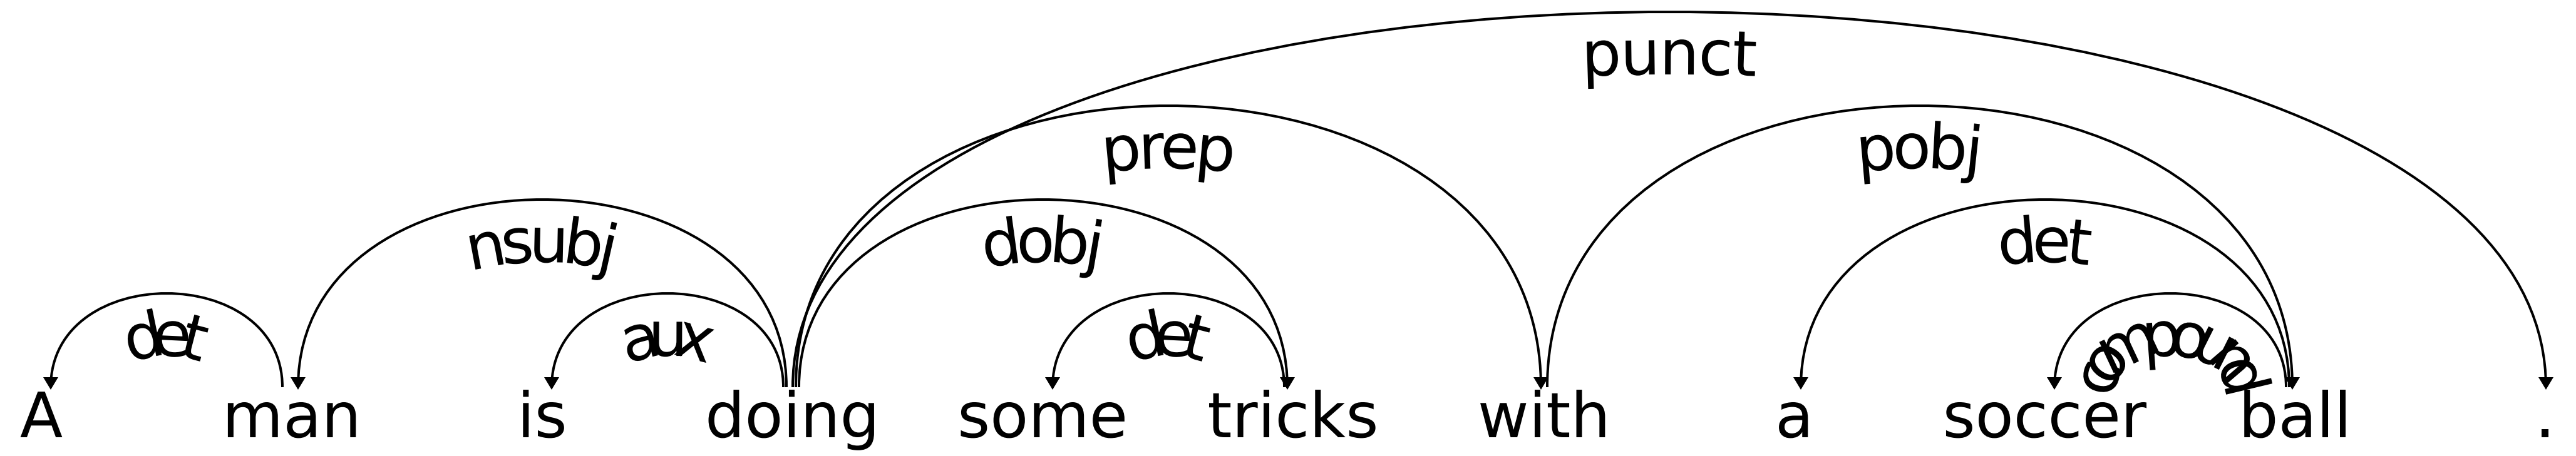 punct
prep pobj
nsubj dobj det
det aux det compound
A man is doing some tricks with a soccer ball .